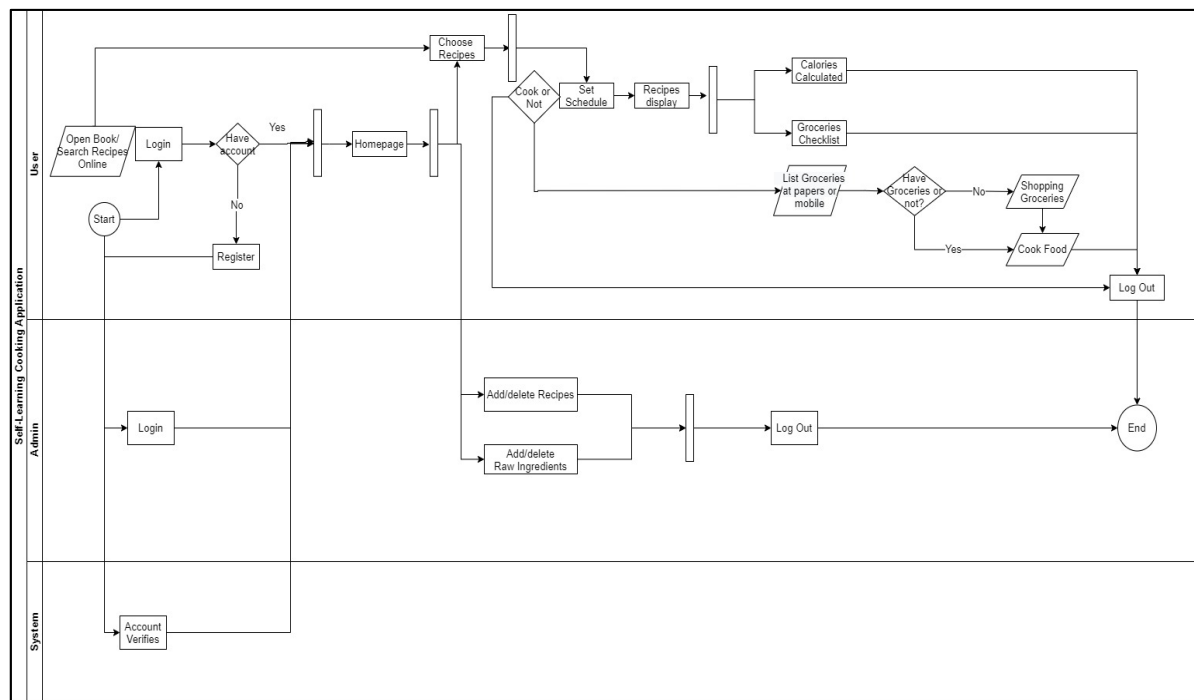 Self-Learning Cooking Application
User
Choose
Recipes
Open Book/
Search Recipes
Online
Login
Have
account
Yes
No
Start
Register
Homepage
Cook or
Not
Set
Schedule
Recipes
display
Calories
Calculated
Groceries
Checklist
List Groceries
at papers or
mobile
Have
Groceries or
not?
No
Yes
Shopping
Groceries
Cook Food
Log Out
Admin
Login
Add/delete Recipes
Add/delete
Raw Ingredients
Log Out
End
System
Account
Verifies